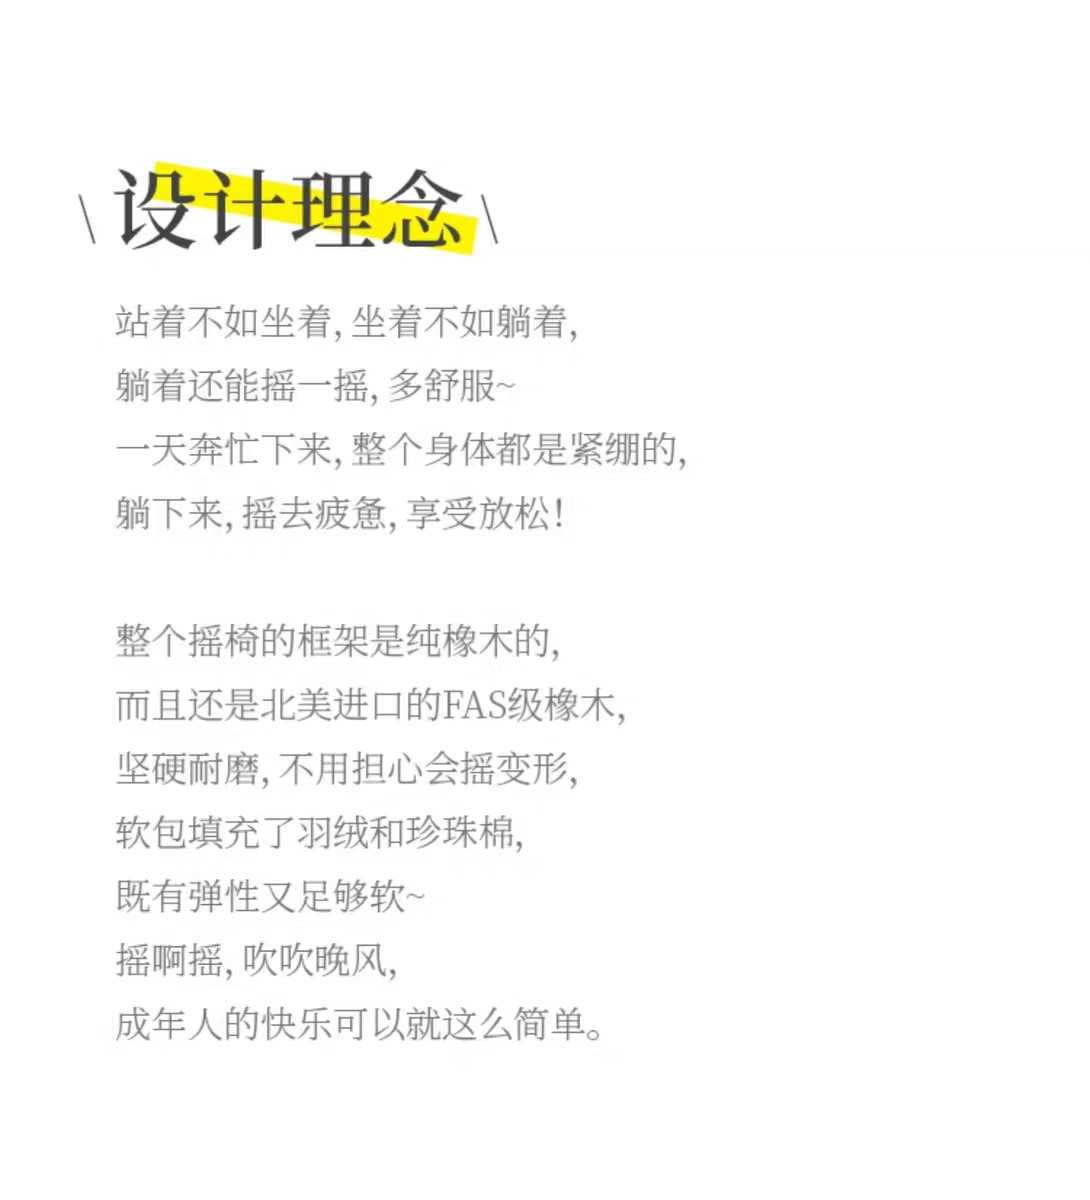 \ 设计理念 \
站着不如坐着, 坐着不如躺着,
躺着还能摇一摇, 多舒服~
一天奔忙下来, 整个身体都是紧绷的,
躺下来, 摇去疲惫, 享受放松!
整个摇椅的框架是纯橡木的,
而且还是北美进口的FAS级橡木,
坚硬耐磨, 不用担心会摇变形,
软包填充了羽绒和珍珠棉,
既有弹性又足够软~
摇啊摇, 吹吹晚风,
成年人的快乐可以就这么简单。